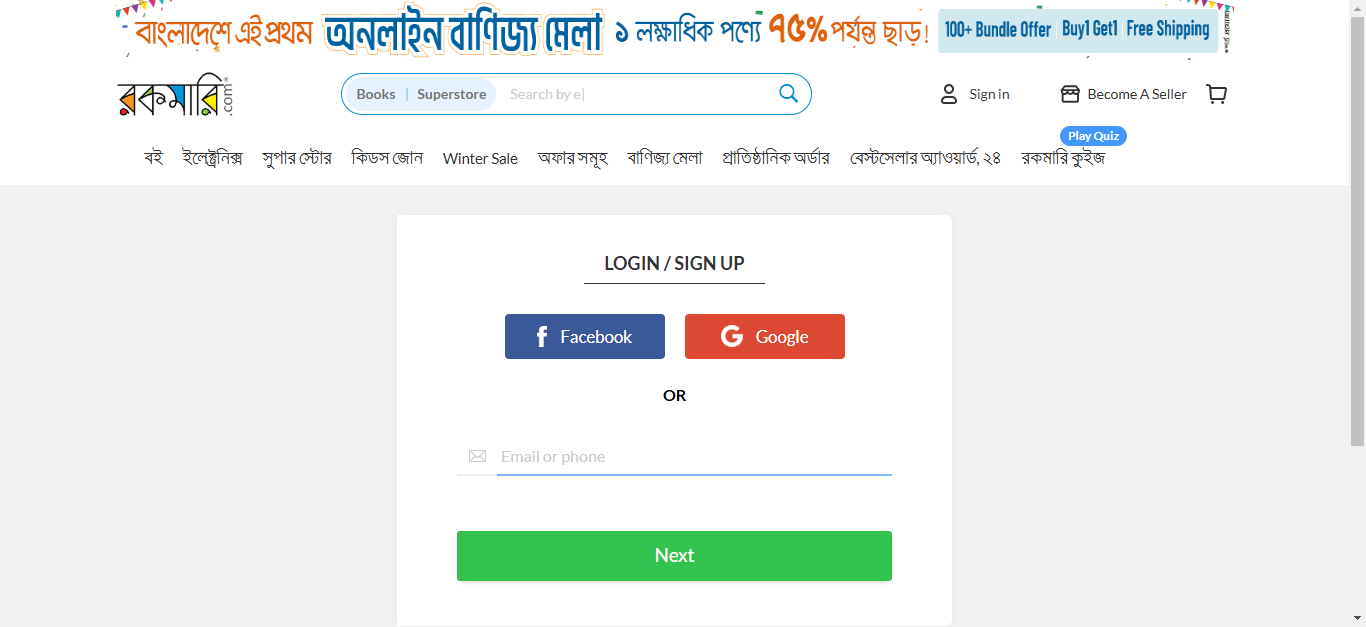 বাংলাদেশে এই প্রথম অনলাইন বাণিজ্য মেলা ১ লক্ষাধিক পণ্যে ৭৫% পর্যন্ত ছাড়! 100+ Bundle Offer Buy1 Get1 Free Shipping
রকমারি.com Books Superstore Search by e Sign in Become A Seller
Play Quiz
বই ইলেক্ট্রনিক্স সুপার স্টোর কিডস জোন Winter Sale অফার সমূহ বাণিজ্য মেলা প্রাতিষ্ঠানিক অর্ডার বেস্টসেলার অ্যাওয়ার্ড, ২৪ রকমারি কুইজ
LOGIN / SIGN UP
Facebook Google
OR
Email or phone
Next